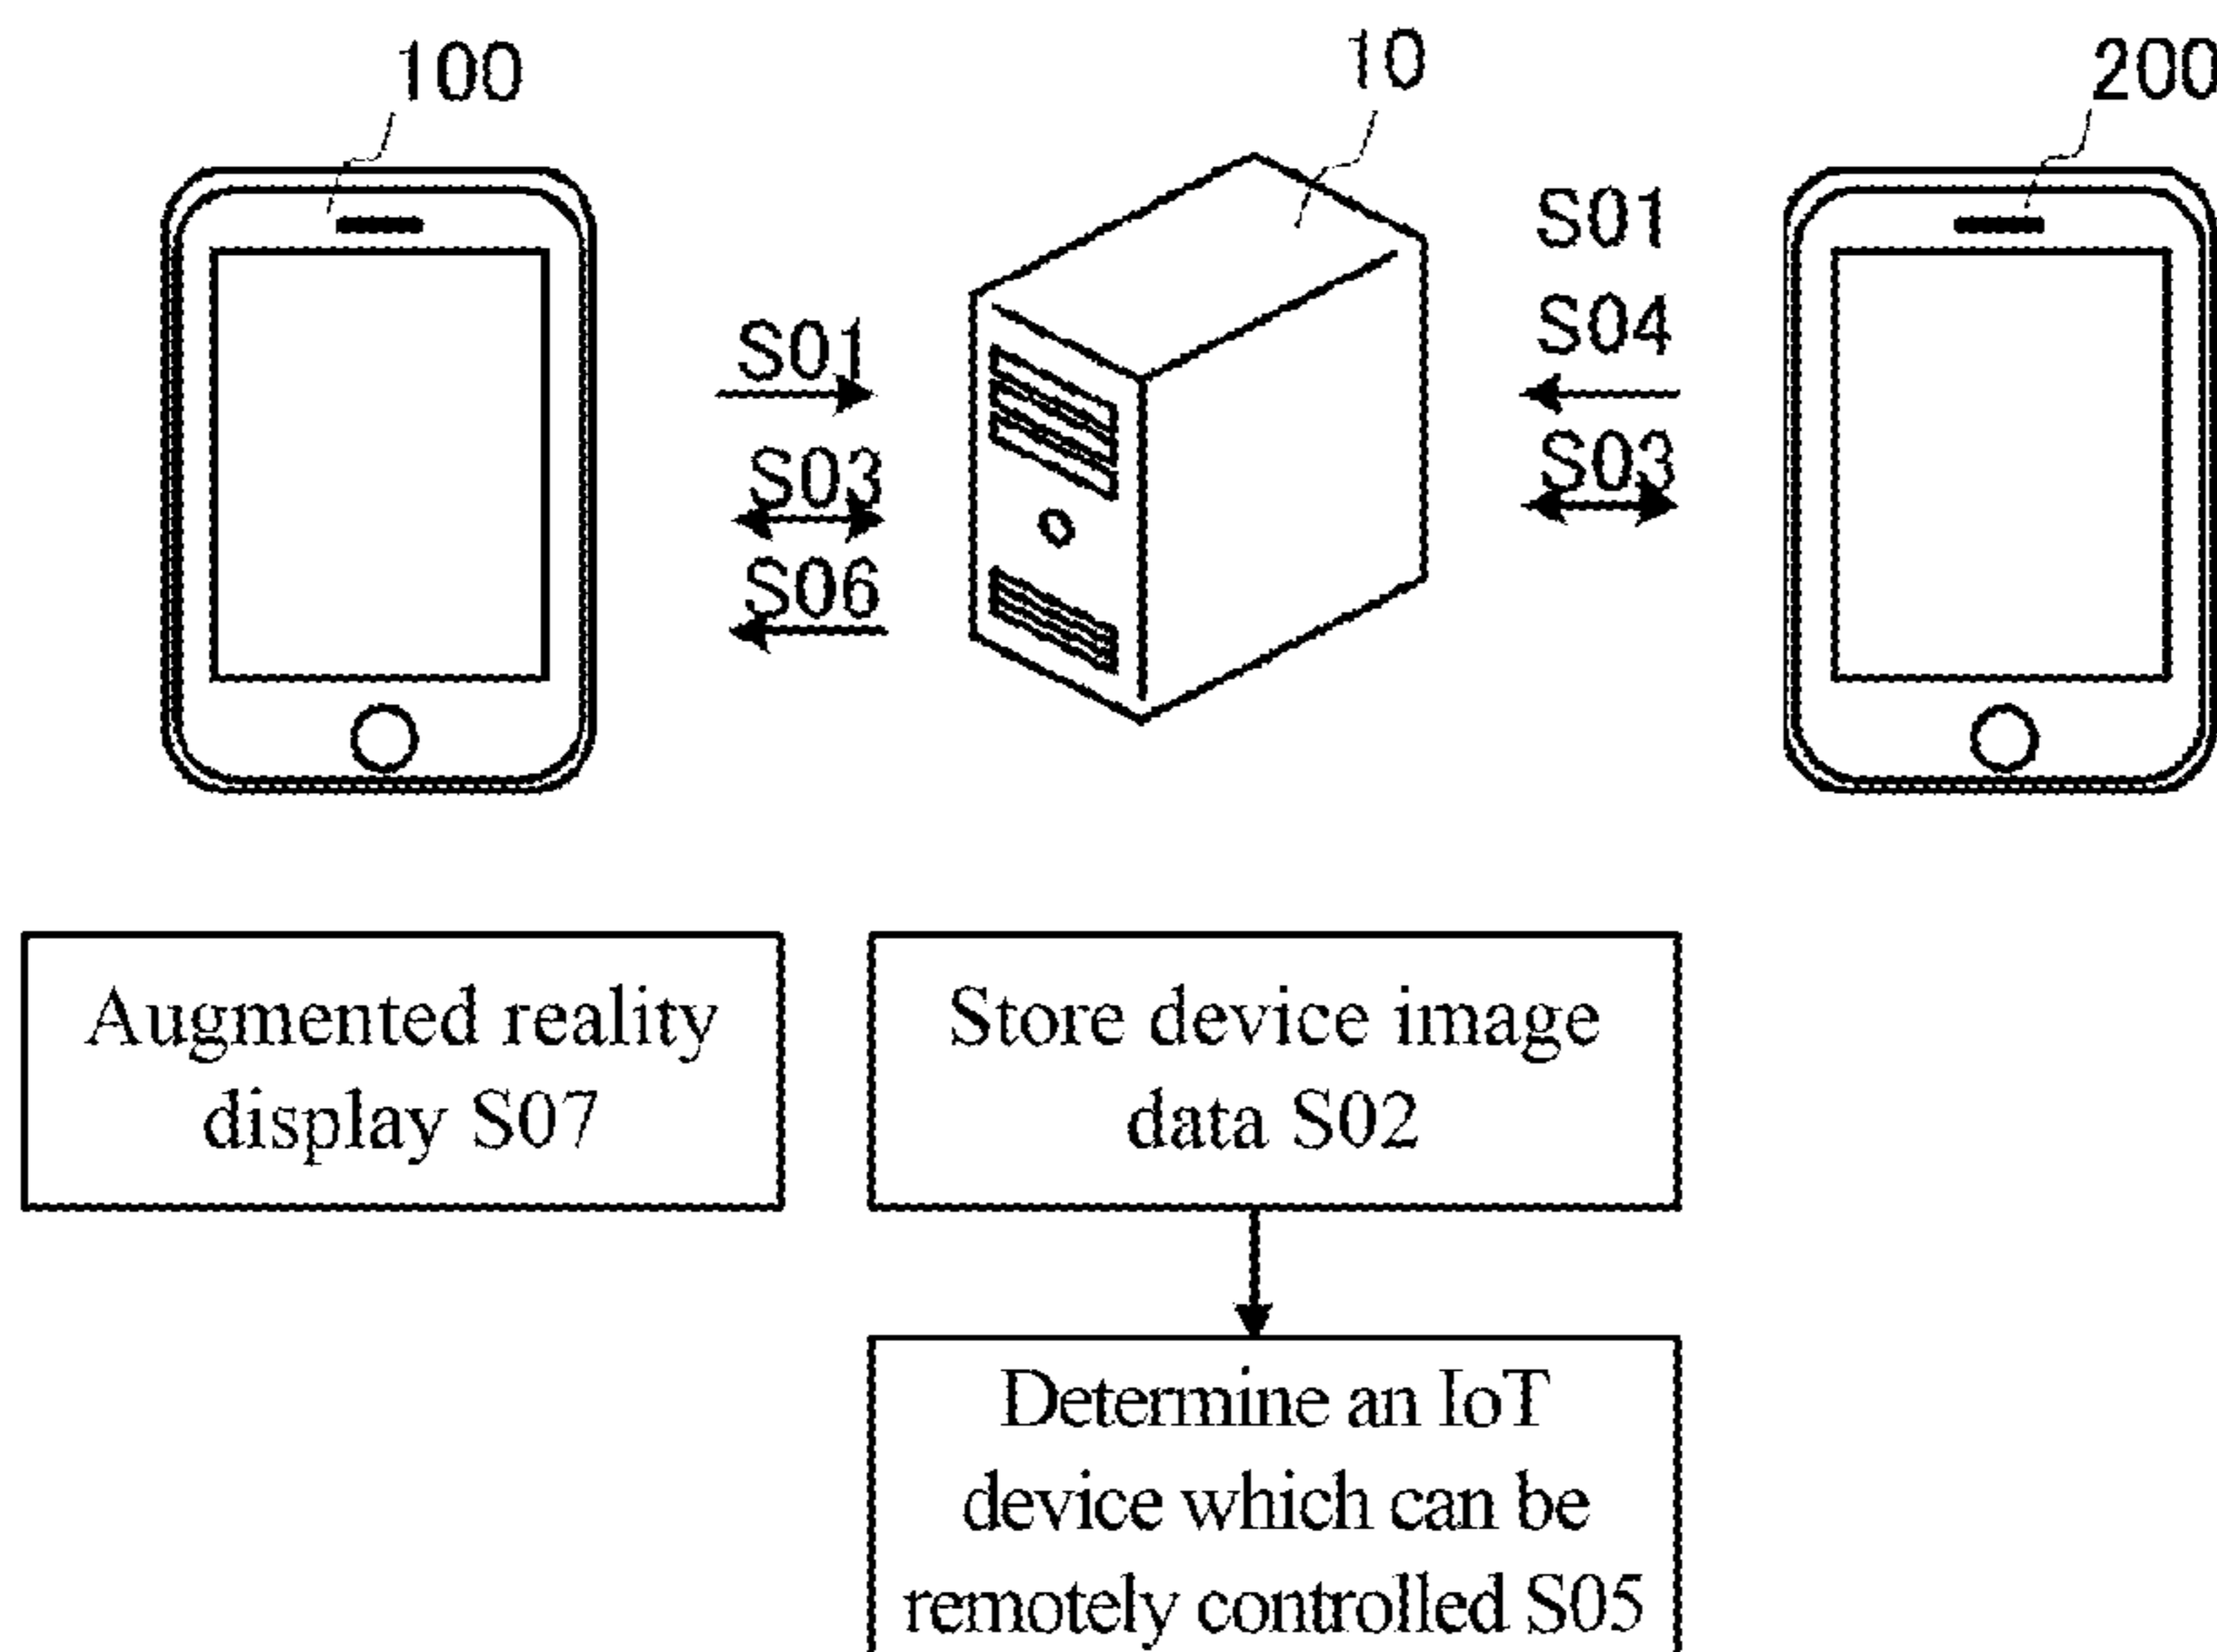 100
10
200
S01
S03
S06
S01
S04
S03
Augmented reality
display S07
Store device image
data S02
Determine an IoT
device which can be
remotely controlled S05